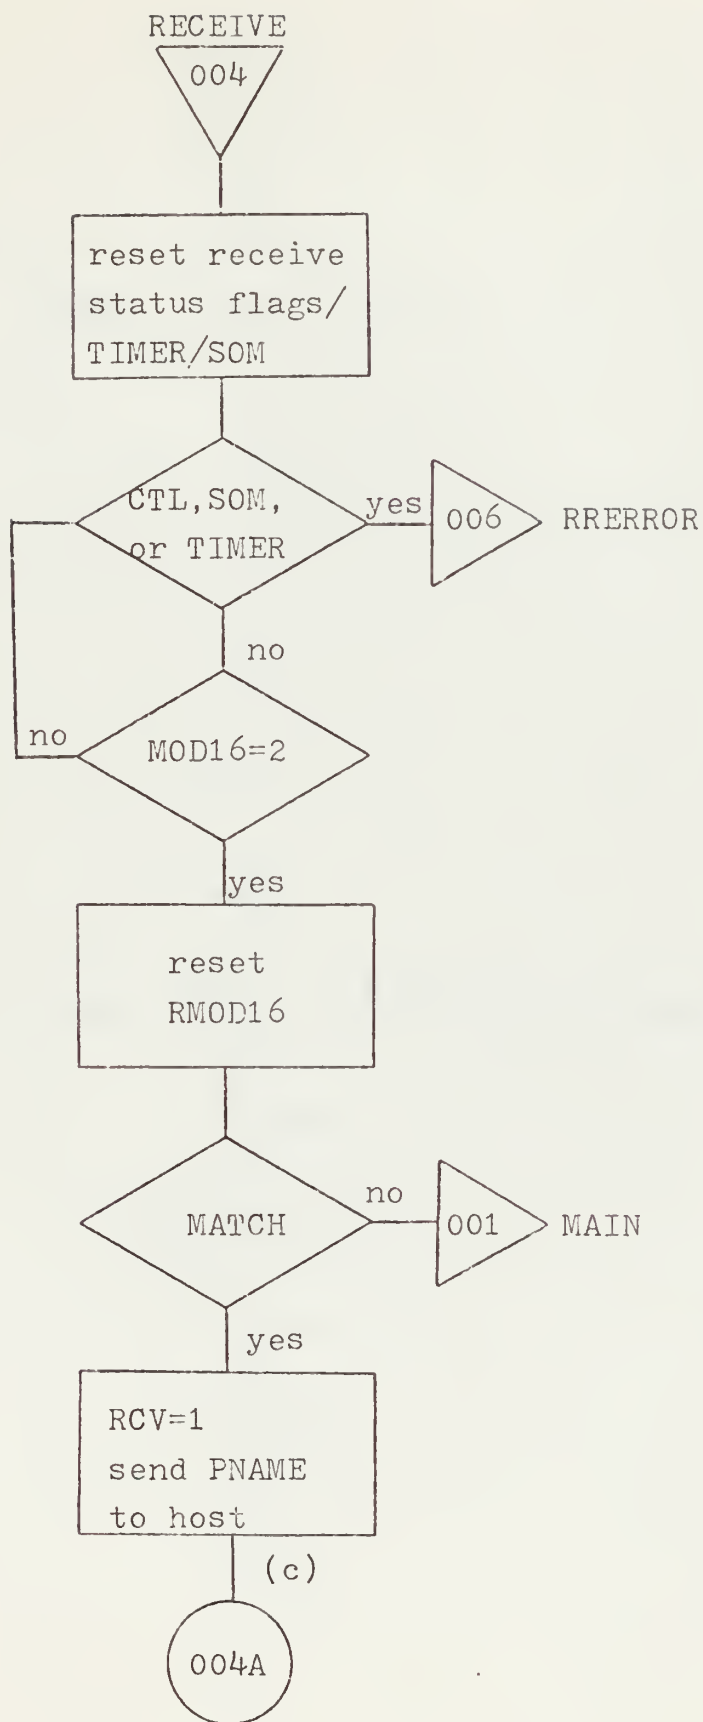 RECEIVE
004
reset receive
status flags/
TIMER/SOM
CTL,SOM,
or TIMER
yes
006
RRERROR
no
no
MOD16=2
yes
reset
RMOD16
MATCH
no
001
MAIN
yes
RCV=1
send PNAME
to host
(c)
004A